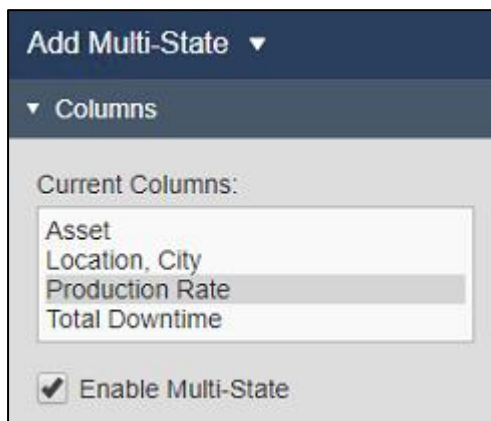 Add Multi-State
Columns
Current Columns:
Asset
Location, City
Production Rate
Total Downtime
Enable Multi-State